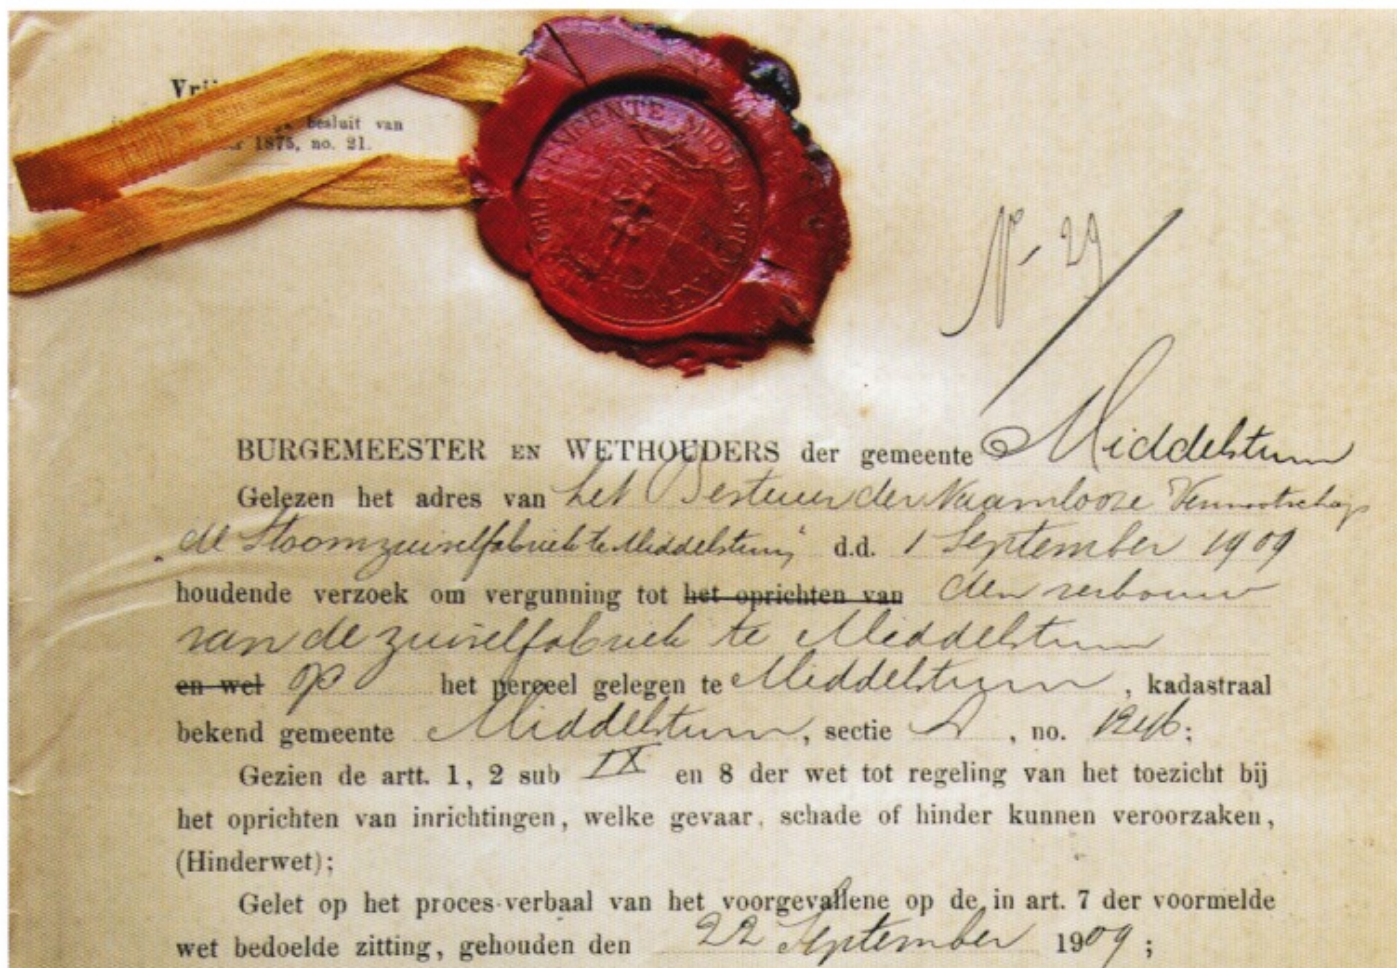 Vrij
besluit van
1875, no. 21.
GEMEENTE MIDDELSTUM
No 29
BURGEMEESTER EN WETHOUDERS der gemeente Middelstum
Gelezen het adres van het Bestuur der Naamlooze Vennootschap
"de Stoomzuivelfabriek te Middelstum" d.d. 1 September 1909
houdende verzoek om vergunning tot het oprichten van den verbouw
van de zuivelfabriek te Middelstum
en wel op het perceel gelegen te Middelstum, kadastraal
bekend gemeente Middelstum, sectie , no. 1246;
Gezien de artt. 1, 2 sub IX en 8 der wet tot regeling van het toezicht bij
het oprichten van inrichtingen, welke gevaar, schade of hinder kunnen veroorzaken,
(Hinderwet);
Gelet op het proces-verbaal van het voorgevallene op de in art. 7 der voormelde
wet bedoelde zitting, gehouden den 22 September 1909;